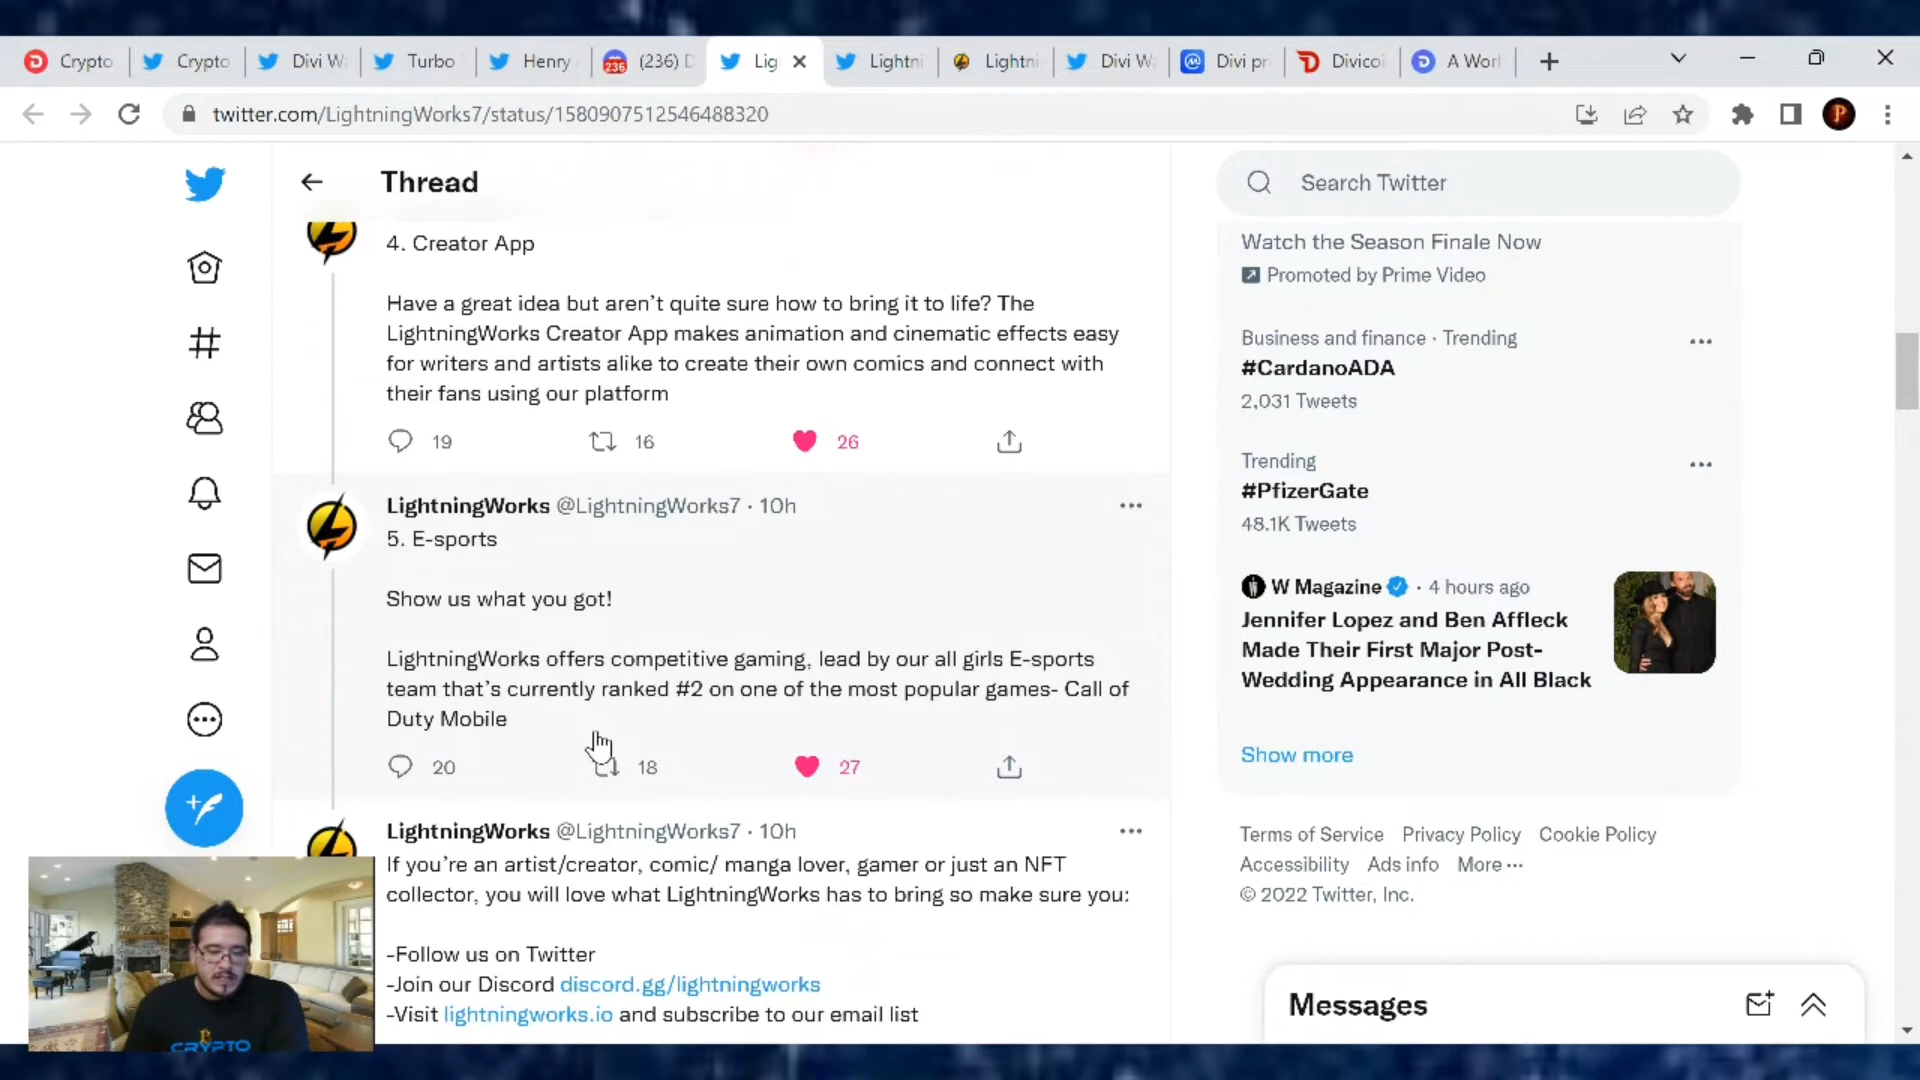 Crypto
Crypto
Divi W
Turbo
Henry
236
(236) D
Lig
Lightni
Lightni
Divi W
Divi pri
Divicoi
A Worl
twitter.com/LightningWorks7/status/1580907512546488320
Thread
Search Twitter
4. Creator App
Have a great idea but aren't quite sure how to bring it to life? The
LightningWorks Creator App makes animation and cinematic effects easy
for writers and artists alike to create their own comics and connect with
their fans using our platform
19
16
26
LightningWorks @LightningWorks7 · 10h
5. E-sports
Show us what you got!
LightningWorks offers competitive gaming, lead by our all girls E-sports
team that's currently ranked #2 on one of the most popular games- Call of
Duty Mobile
20
18
27
LightningWorks @LightningWorks7 · 10h
If you're an artist/creator, comic/ manga lover, gamer or just an NFT
collector, you will love what LightningWorks has to bring so make sure you:
-Follow us on Twitter
-Join our Discord discord.gg/lightningworks
-Visit lightningworks.io and subscribe to our email list
Watch the Season Finale Now
Promoted by Prime Video
Business and finance · Trending
#CardanoADA
2,031 Tweets
Trending
#PfizerGate
48.1K Tweets
W Magazine · 4 hours ago
Jennifer Lopez and Ben Affleck
Made Their First Major Post-
Wedding Appearance in All Black
Show more
Terms of Service Privacy Policy Cookie Policy
Accessibility Ads info More ···
© 2022 Twitter, Inc.
Messages
CRYPTO